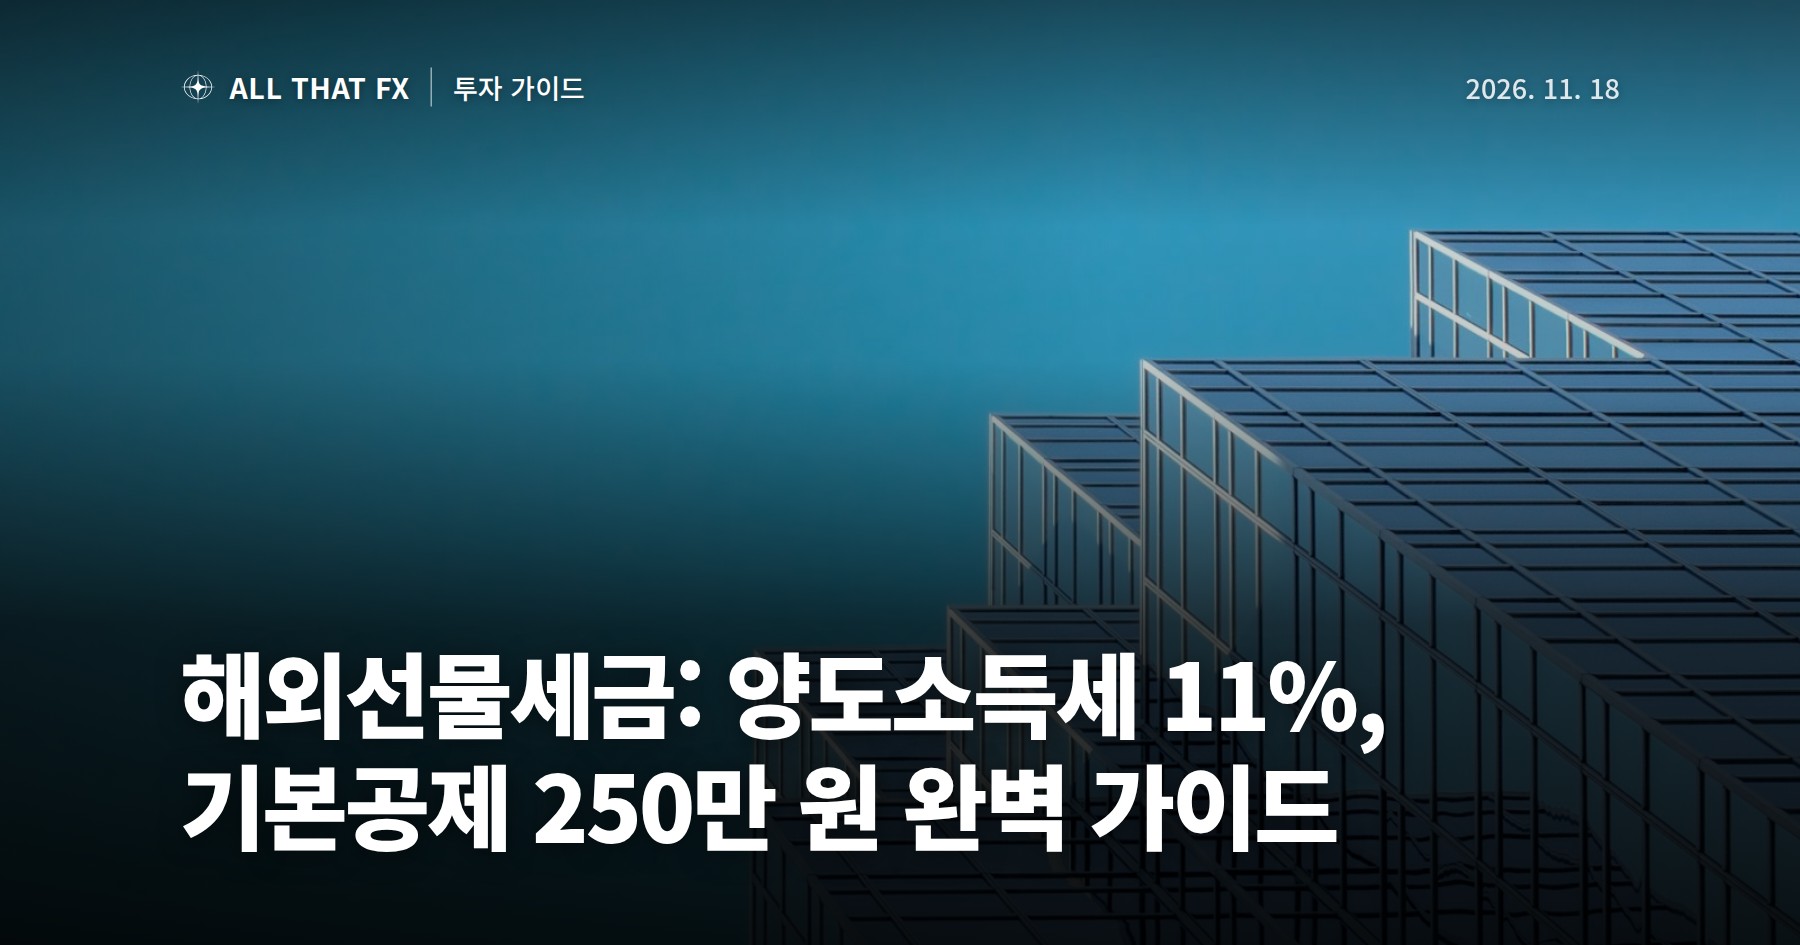 ALL THAT FX | 투자 가이드
2026. 11. 18
해외선물세금: 양도소득세 11%,
기본공제 250만 원 완벽 가이드